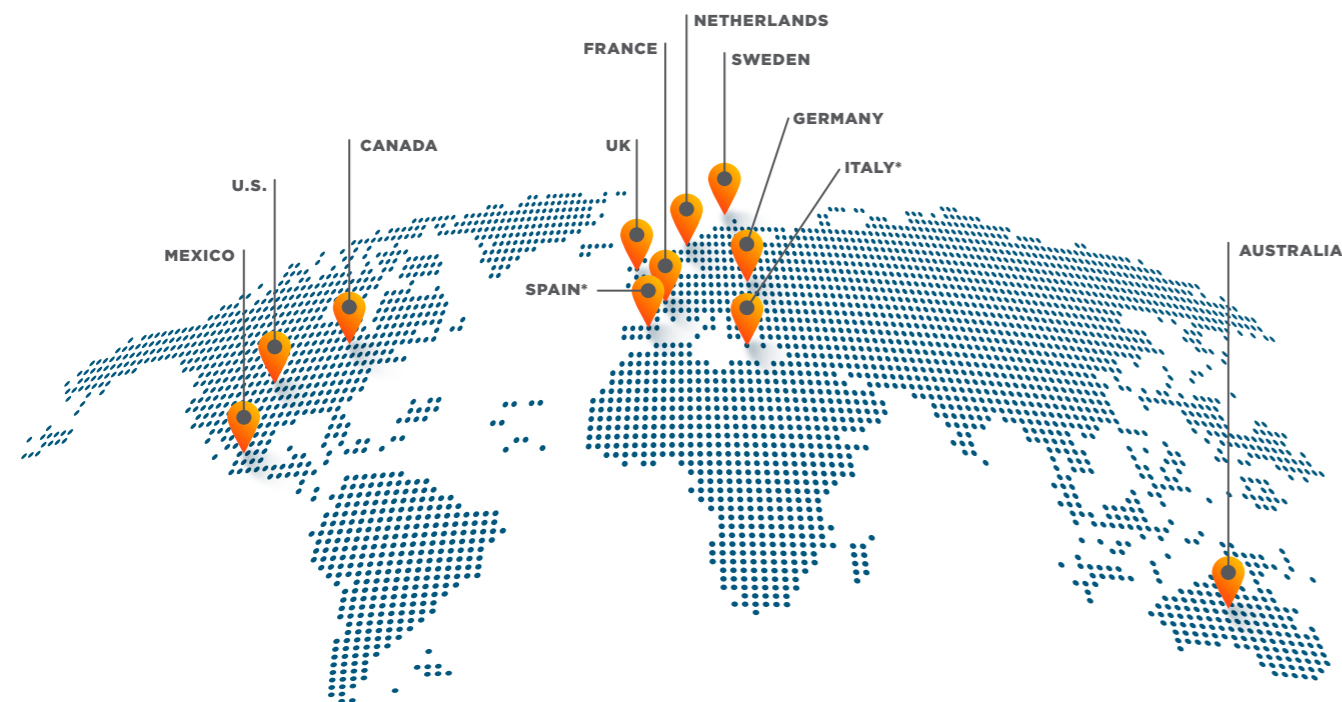 NETHERLANDS
FRANCE
SWEDEN
GERMANY
CANADA
UK
ITALY*
U.S.
MEXICO
AUSTRALIA
SPAIN*